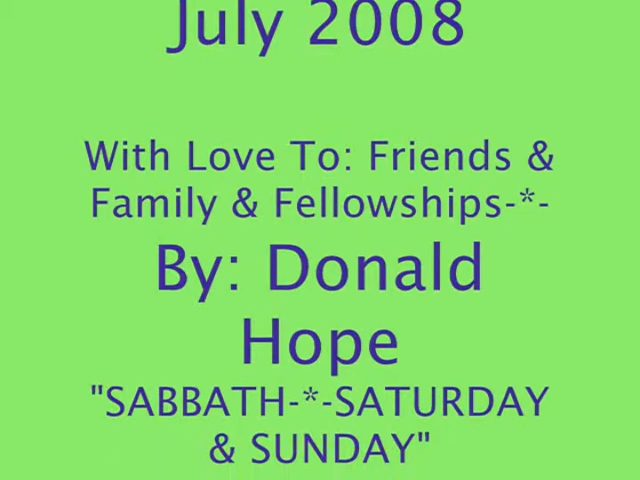 July 2008
With Love To: Friends &
Family & Fellowships-*-
By: Donald
Hope
"SABBATH-*-SATURDAY
& SUNDAY"